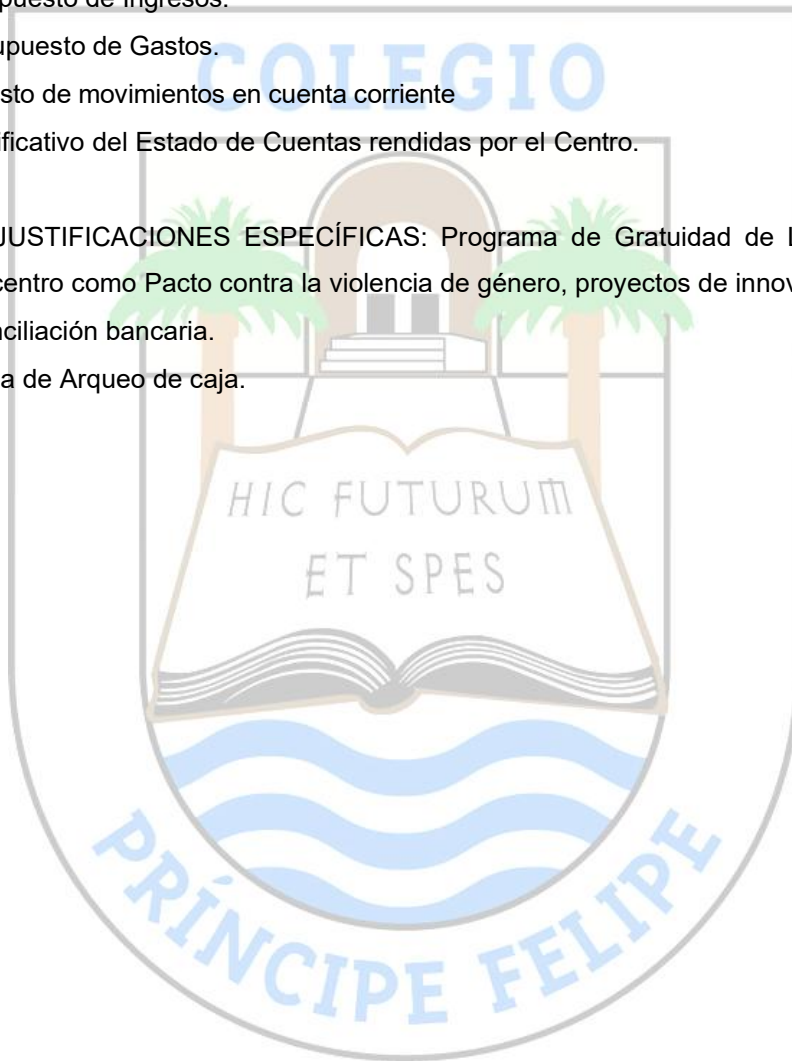 puesto de Ingresos.
upuesto de Gastos.
COLEGIO
sto de movimientos en cuenta corriente
ificativo del Estado de Cuentas rendidas por el Centro.
JUSTIFICACIONES ESPECÍFICAS: Programa de Gratuidad de L
centro como Pacto contra la violencia de género, proyectos de innov
nciliación bancaria.
a de Arqueo de caja.
HIC FUTURUM
ET SPES
PRÍNCIPE FELIPE